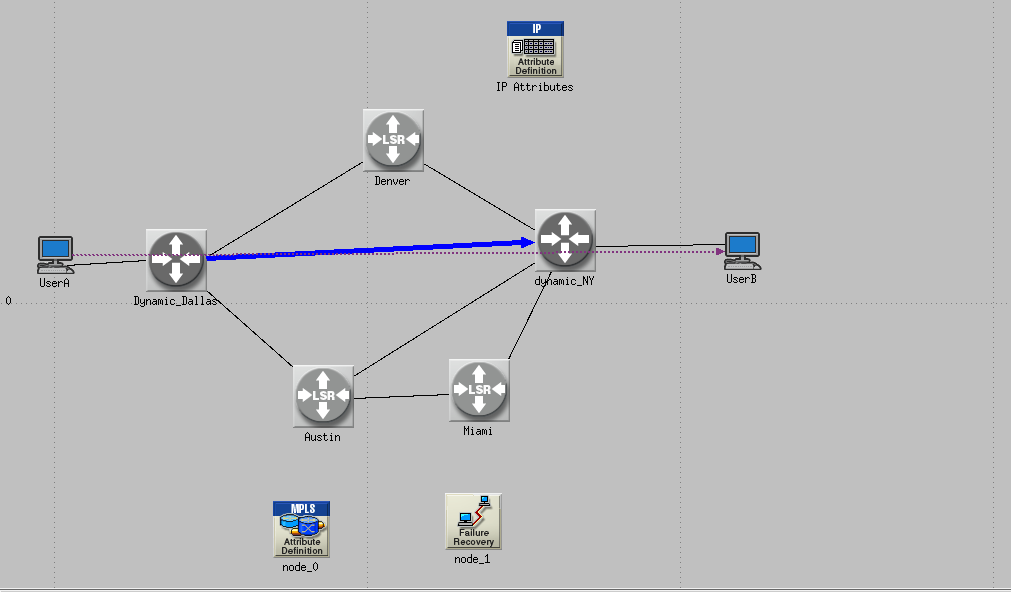 IP
Attribute
Definition
IP Attributes
LSR
Denver
UserA
Dynamic_Dallas
dynamic_NY
UserB
0
LSR
Austin
LSR
Miami
MPLS
Attribute
Definition
node_0
Failure
Recovery
node_1